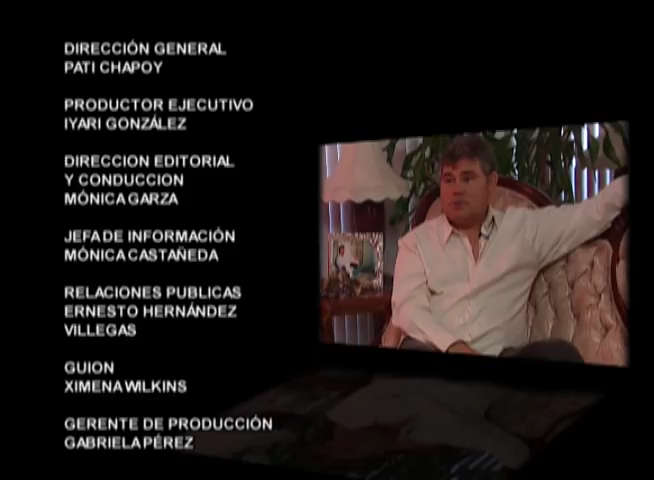 DIRECCIÓN GENERAL
PATI CHAPOY
PRODUCTOR EJECUTIVO
IYARI GONZÁLEZ
DIRECCION EDITORIAL
Y CONDUCCION
MÓNICA GARZA
JEFA DE INFORMACIÓN
MÓNICA CASTAÑEDA
RELACIONES PUBLICAS
ERNESTO HERNÁNDEZ
VILLEGAS
GUION
XIMENA WILKINS
GERENTE DE PRODUCCIÓN
GABRIELA PÉREZ